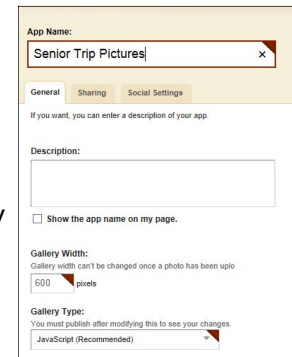 App Name:
Senior Trip Pictures
General Sharing Social Settings
If you want, you can enter a description of your app.
Description:
Show the app name on my page.
Gallery Width:
Gallery width can't be changed once a photo has been uplo
600 pixels
Gallery Type:
You must publish after modifying this to see your changes.
JavaScript (Recommended)